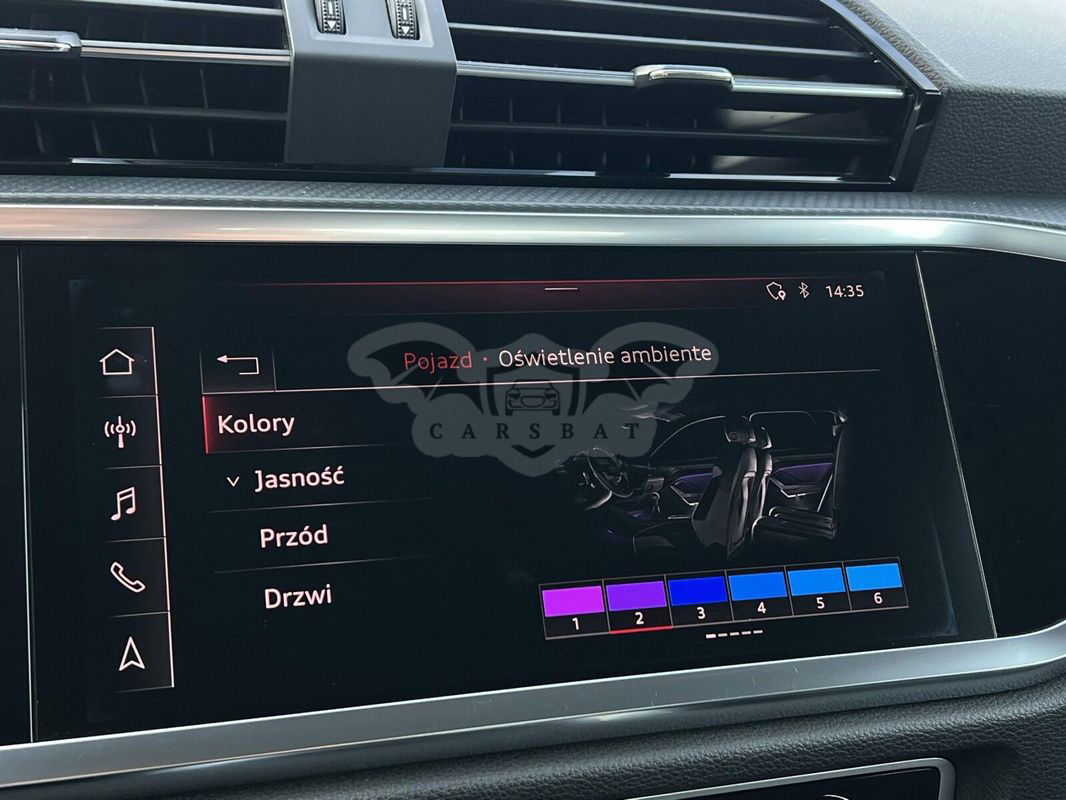 14:35
Pojazd · Oświetlenie ambiente
Kolory
CARSBAT
Jasność
Przód
Drzwi
1 2 3 4 5 6